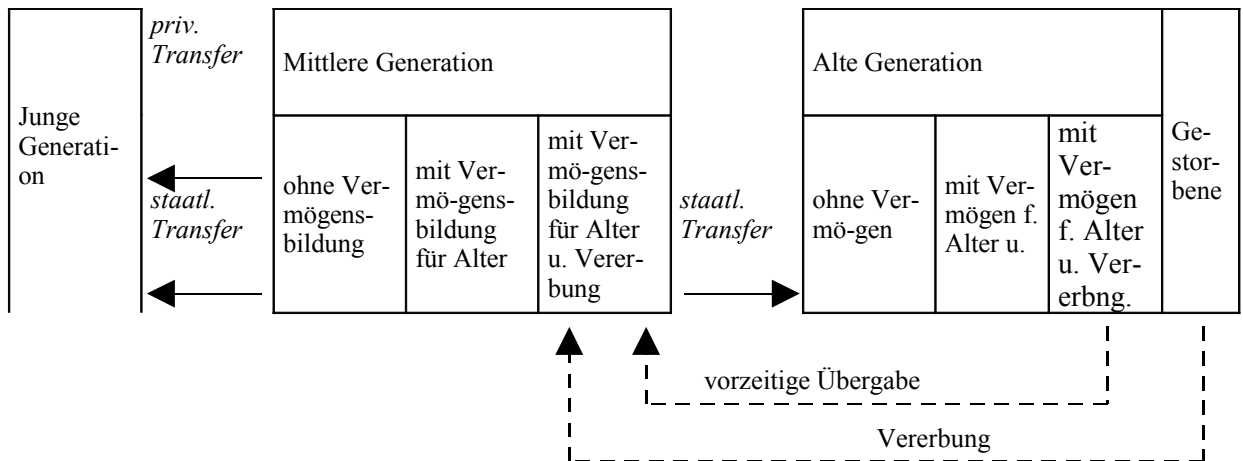 priv.
Transfer
Mittlere Generation
Alte Generation
Junge
Generati-
on
Ge-
storbe-
bene
staatl.
Transfer
ohne Ver-
mögens-
bildung
mit Ver-
mö-gens-
bildung
für Alter
mit Ver-
mö-gens-
bildung
für Alter
u. Verer-
bung
staatl.
Transfer
ohne Ver-
mö-gen
mit Ver-
mögen f.
Alter u.
mit
Ver-
mögen
f. Alter
u. Ver-
erbng.
vorzeitige Übergabe
Vererbung